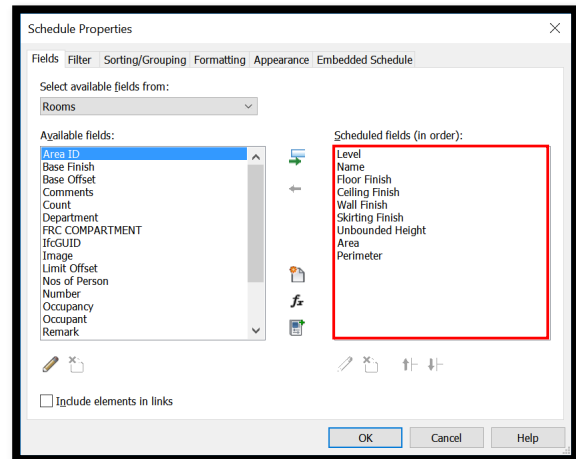 Schedule Properties
Fields Filter Sorting/Grouping Formatting Appearance Embedded Schedule
Select available fields from:
Rooms
Available fields:
Area ID
Base Finish
Base Offset
Comments
Count
Department
FRC COMPARTMENT
IfcGUID
Image
Limit Offset
Nos of Person
Number
Occupancy
Occupant
Remark
fx
Scheduled fields (in order):
Level
Name
Floor Finish
Ceiling Finish
Wall Finish
Skirting Finish
Unbounded Height
Area
Perimeter
Include elements in links
OK Cancel Help